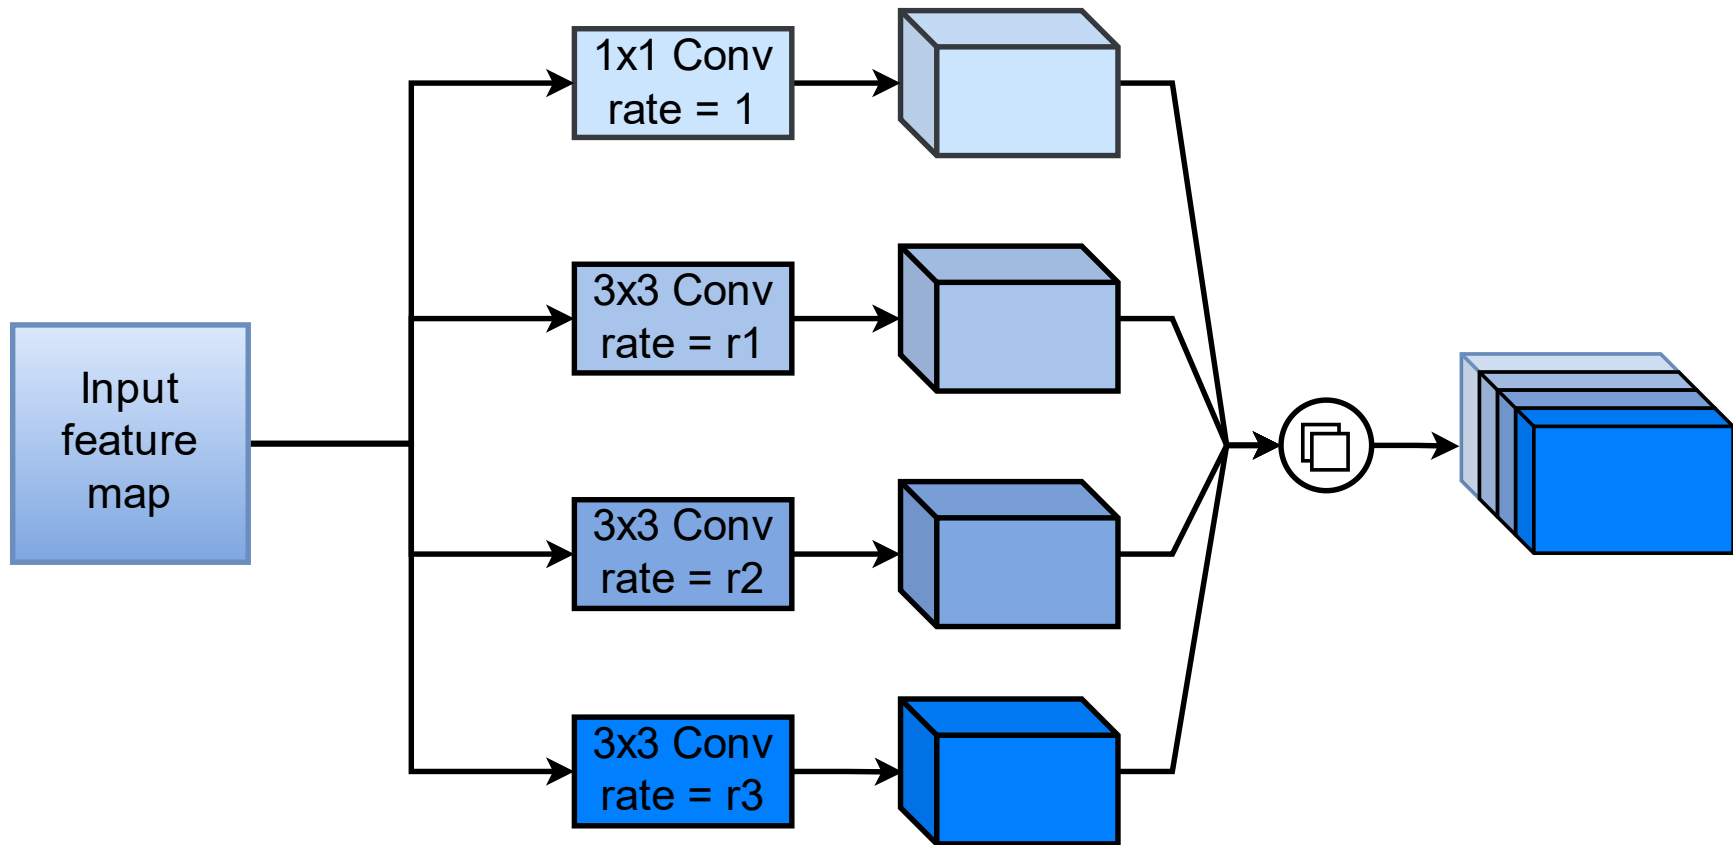 Input
feature
map
1x1 Conv
rate = 1
3x3 Conv
rate = r1
3x3 Conv
rate = r2
3x3 Conv
rate = r3